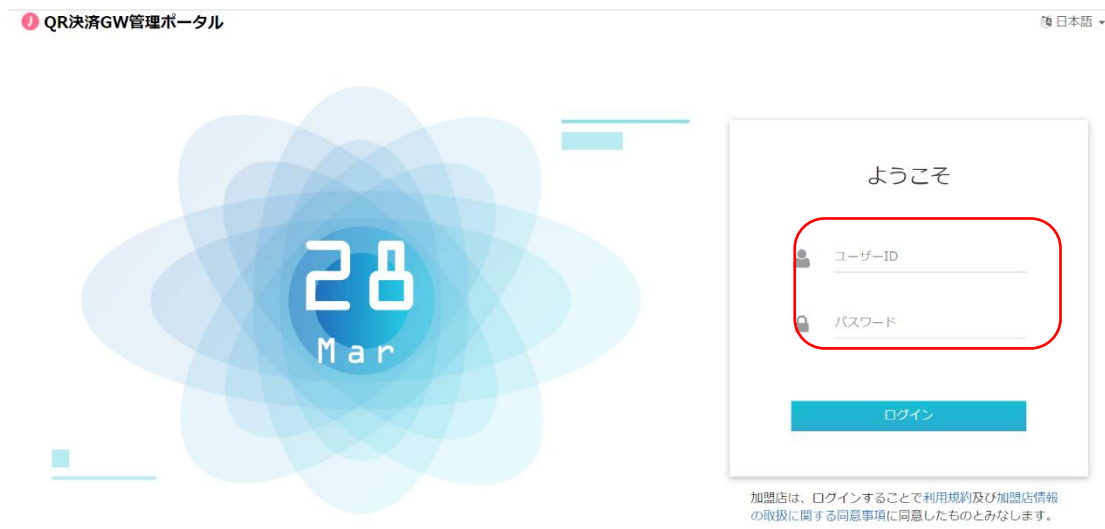 QR決済GW管理ポータル
日本語
28
Mar
ようこそ
ユーザーID
パスワード
ログイン
加盟店は、ログインすることで利用規約及び加盟店情報
の取扱に関する同意事項に同意したものとみなします。